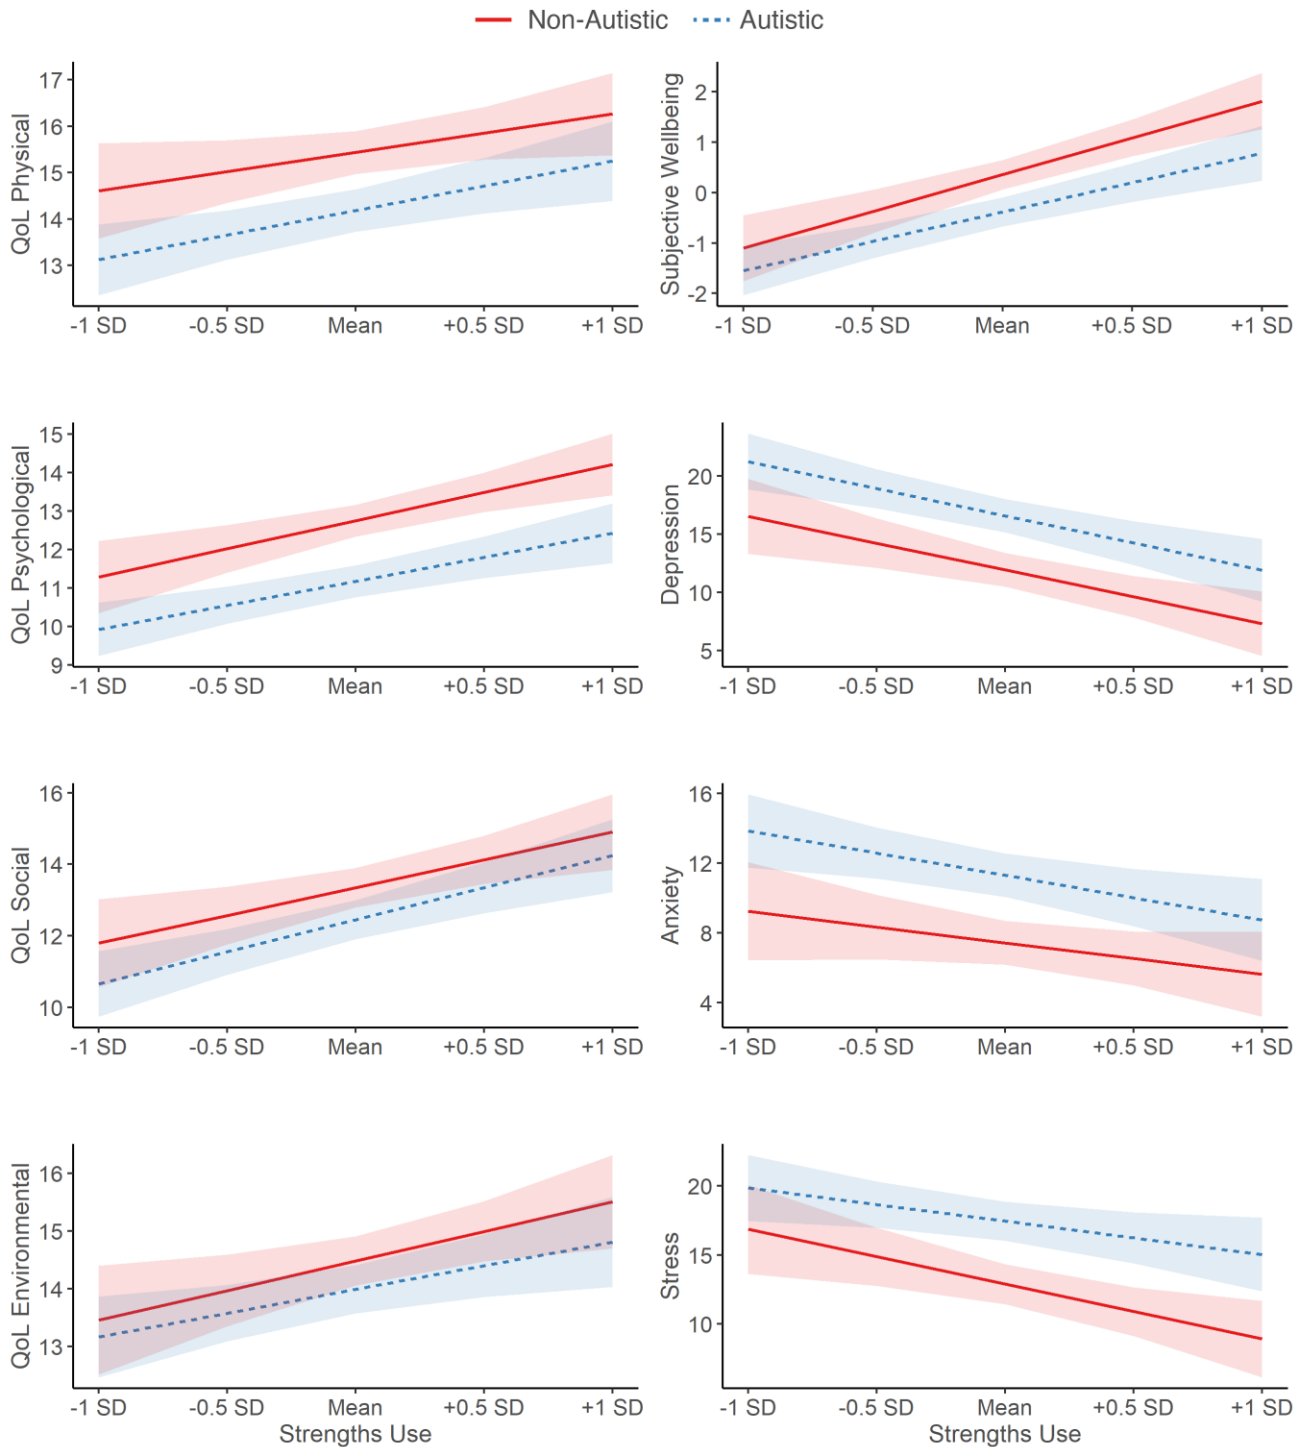 Non-Autistic Autistic
QoL Physical
17
16
15
14
13
-1 SD -0.5 SD Mean +0.5 SD +1 SD
Subjective Wellbeing
2
1
0
-1
-2
-1 SD -0.5 SD Mean +0.5 SD +1 SD
QoL Psychological
15
14
13
12
11
10
9
-1 SD -0.5 SD Mean +0.5 SD +1 SD
Depression
20
15
10
5
-1 SD -0.5 SD Mean +0.5 SD +1 SD
QoL Social
16
14
12
10
-1 SD -0.5 SD Mean +0.5 SD +1 SD
Anxiety
16
12
8
4
-1 SD -0.5 SD Mean +0.5 SD +1 SD
QoL Environmental
16
15
14
13
-1 SD -0.5 SD Mean +0.5 SD +1 SD
Strengths Use
Stress
20
15
10
-1 SD -0.5 SD Mean +0.5 SD +1 SD
Strengths Use